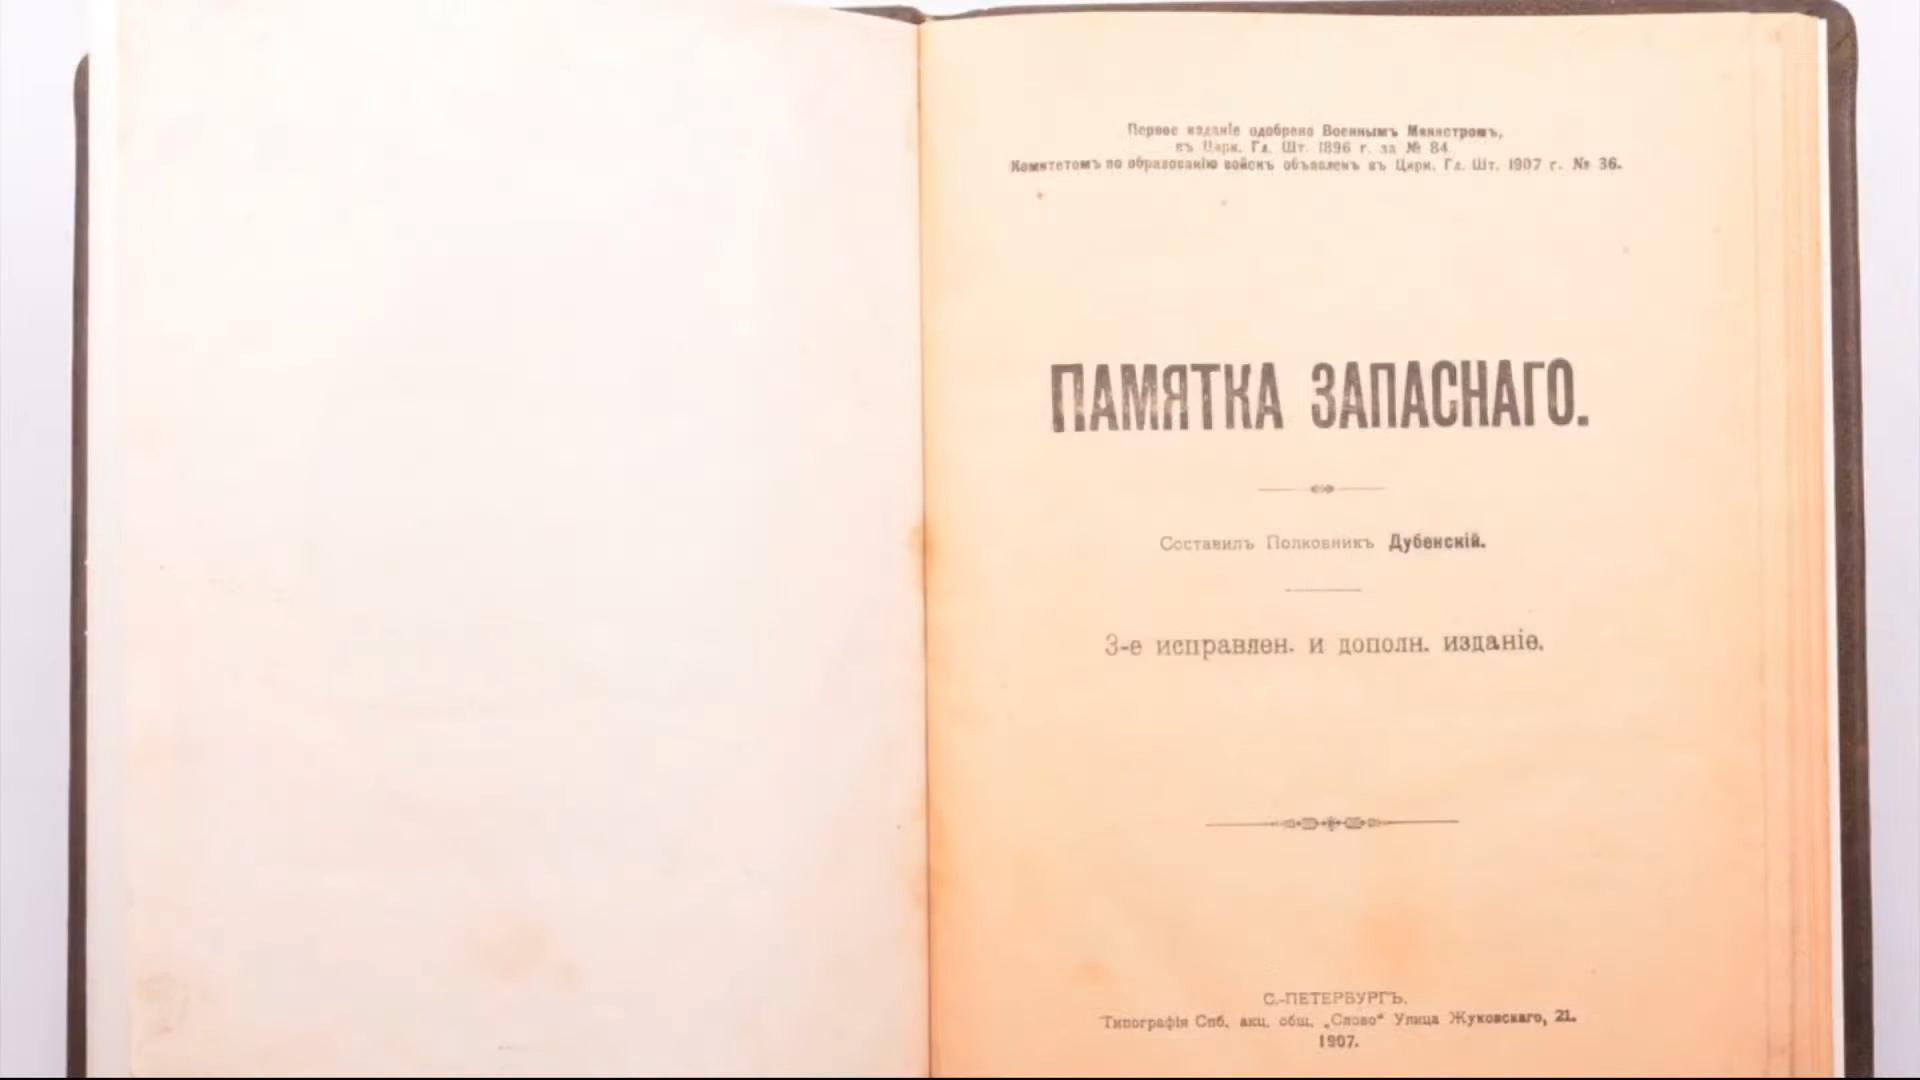 Первое изданіе одобрено Военнымъ Министромъ,
въ Цирк. Гл. Шт. 1896 г. за № 84.
Комитетомъ по образованію войскъ объявленъ въ Цирк. Гл. Шт. 1907 г. № 36.
ПАМЯТКА ЗАПАСНАГО.
Составилъ Полковникъ Дубенскій.
3-е исправлен. и дополн. изданіе.
С.-ПЕТЕРБУРГЪ.
Типографія Спб. акц. общ. „Слово“ Улица Жуковскаго, 21.
1907.